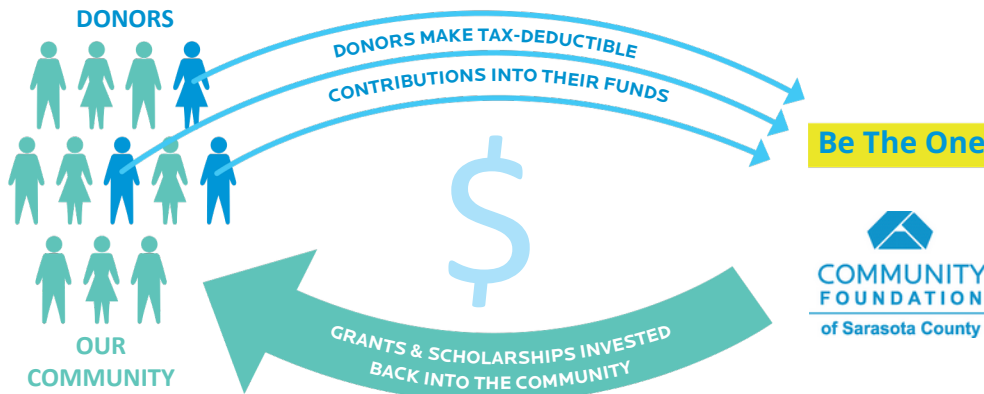 DONORS
DONORS MAKE TAX-DEDUCTIBLE
CONTRIBUTIONS INTO THEIR FUNDS
$
Be The One
COMMUNITY
FOUNDATION
of Sarasota County
GRANTS & SCHOLARSHIPS INVESTED
BACK INTO THE COMMUNITY
OUR
COMMUNITY